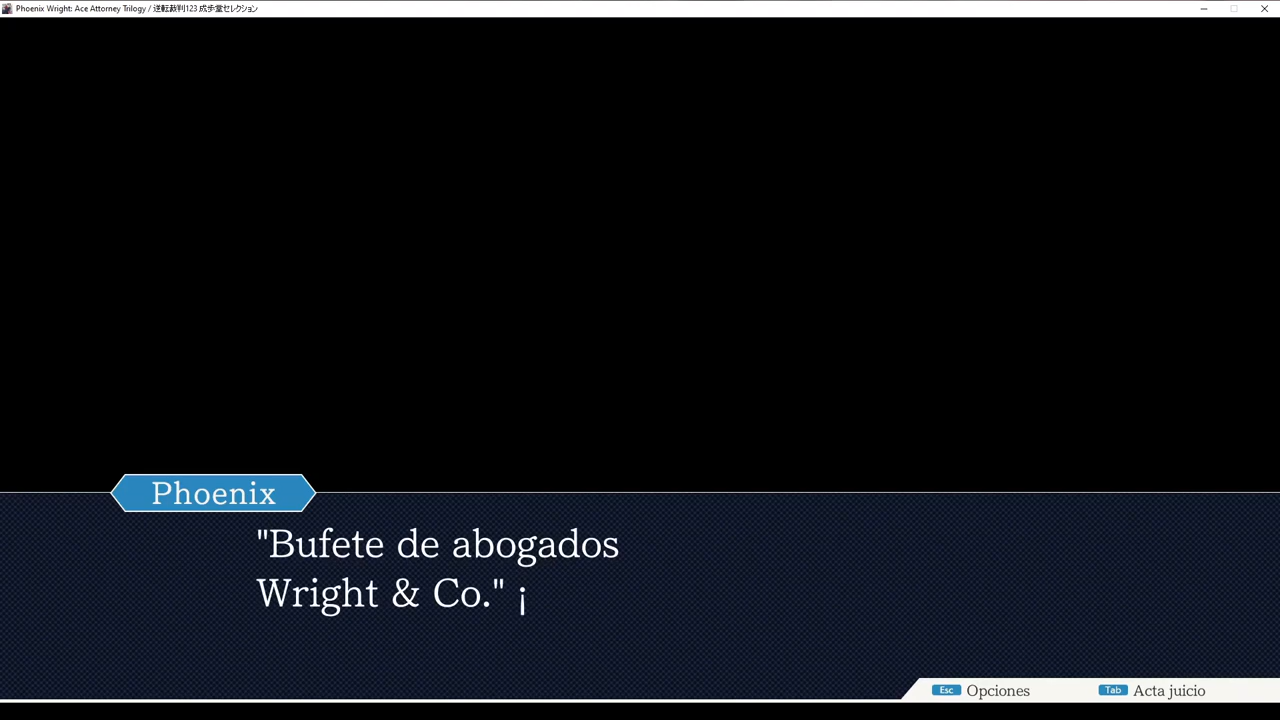 Phoenix Wright: Ace Attorney Trilogy / 逆転裁判123 成歩堂セレクション
Phoenix
"Bufete de abogados
Wright & Co." ¡
Esc Opciones Tab Acta juicio